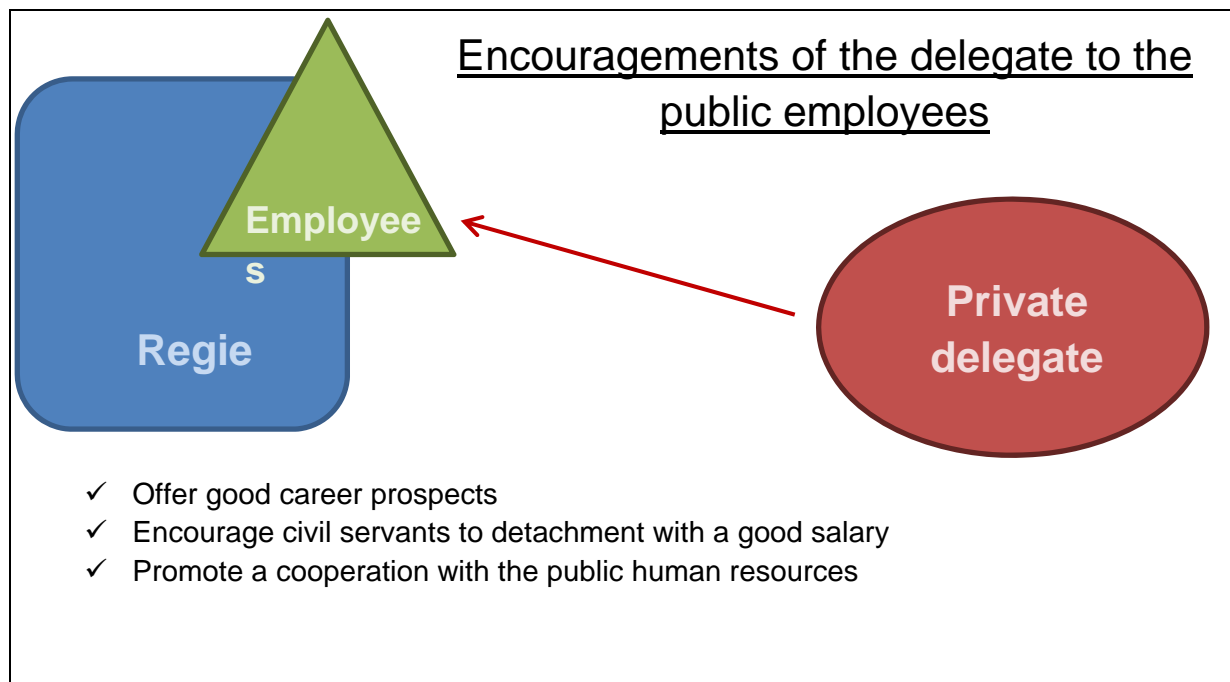 Encouragements of the delegate to the
public employees
Employee
s
Regie
Private
delegate
✓ Offer good career prospects
✓ Encourage civil servants to detachment with a good salary
✓ Promote a cooperation with the public human resources